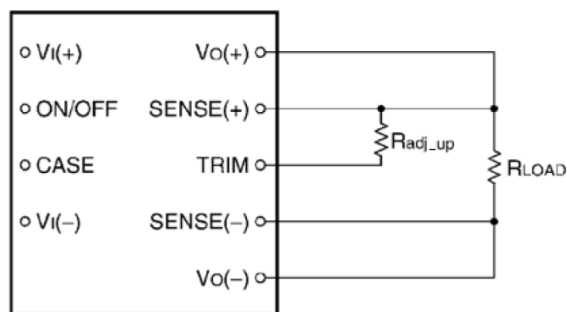 VI(+)
VO(+)
ON/OFF
SENSE(+)
Radj_up
CASE
TRIM
RLOAD
VI(–)
SENSE(–)
VO(–)